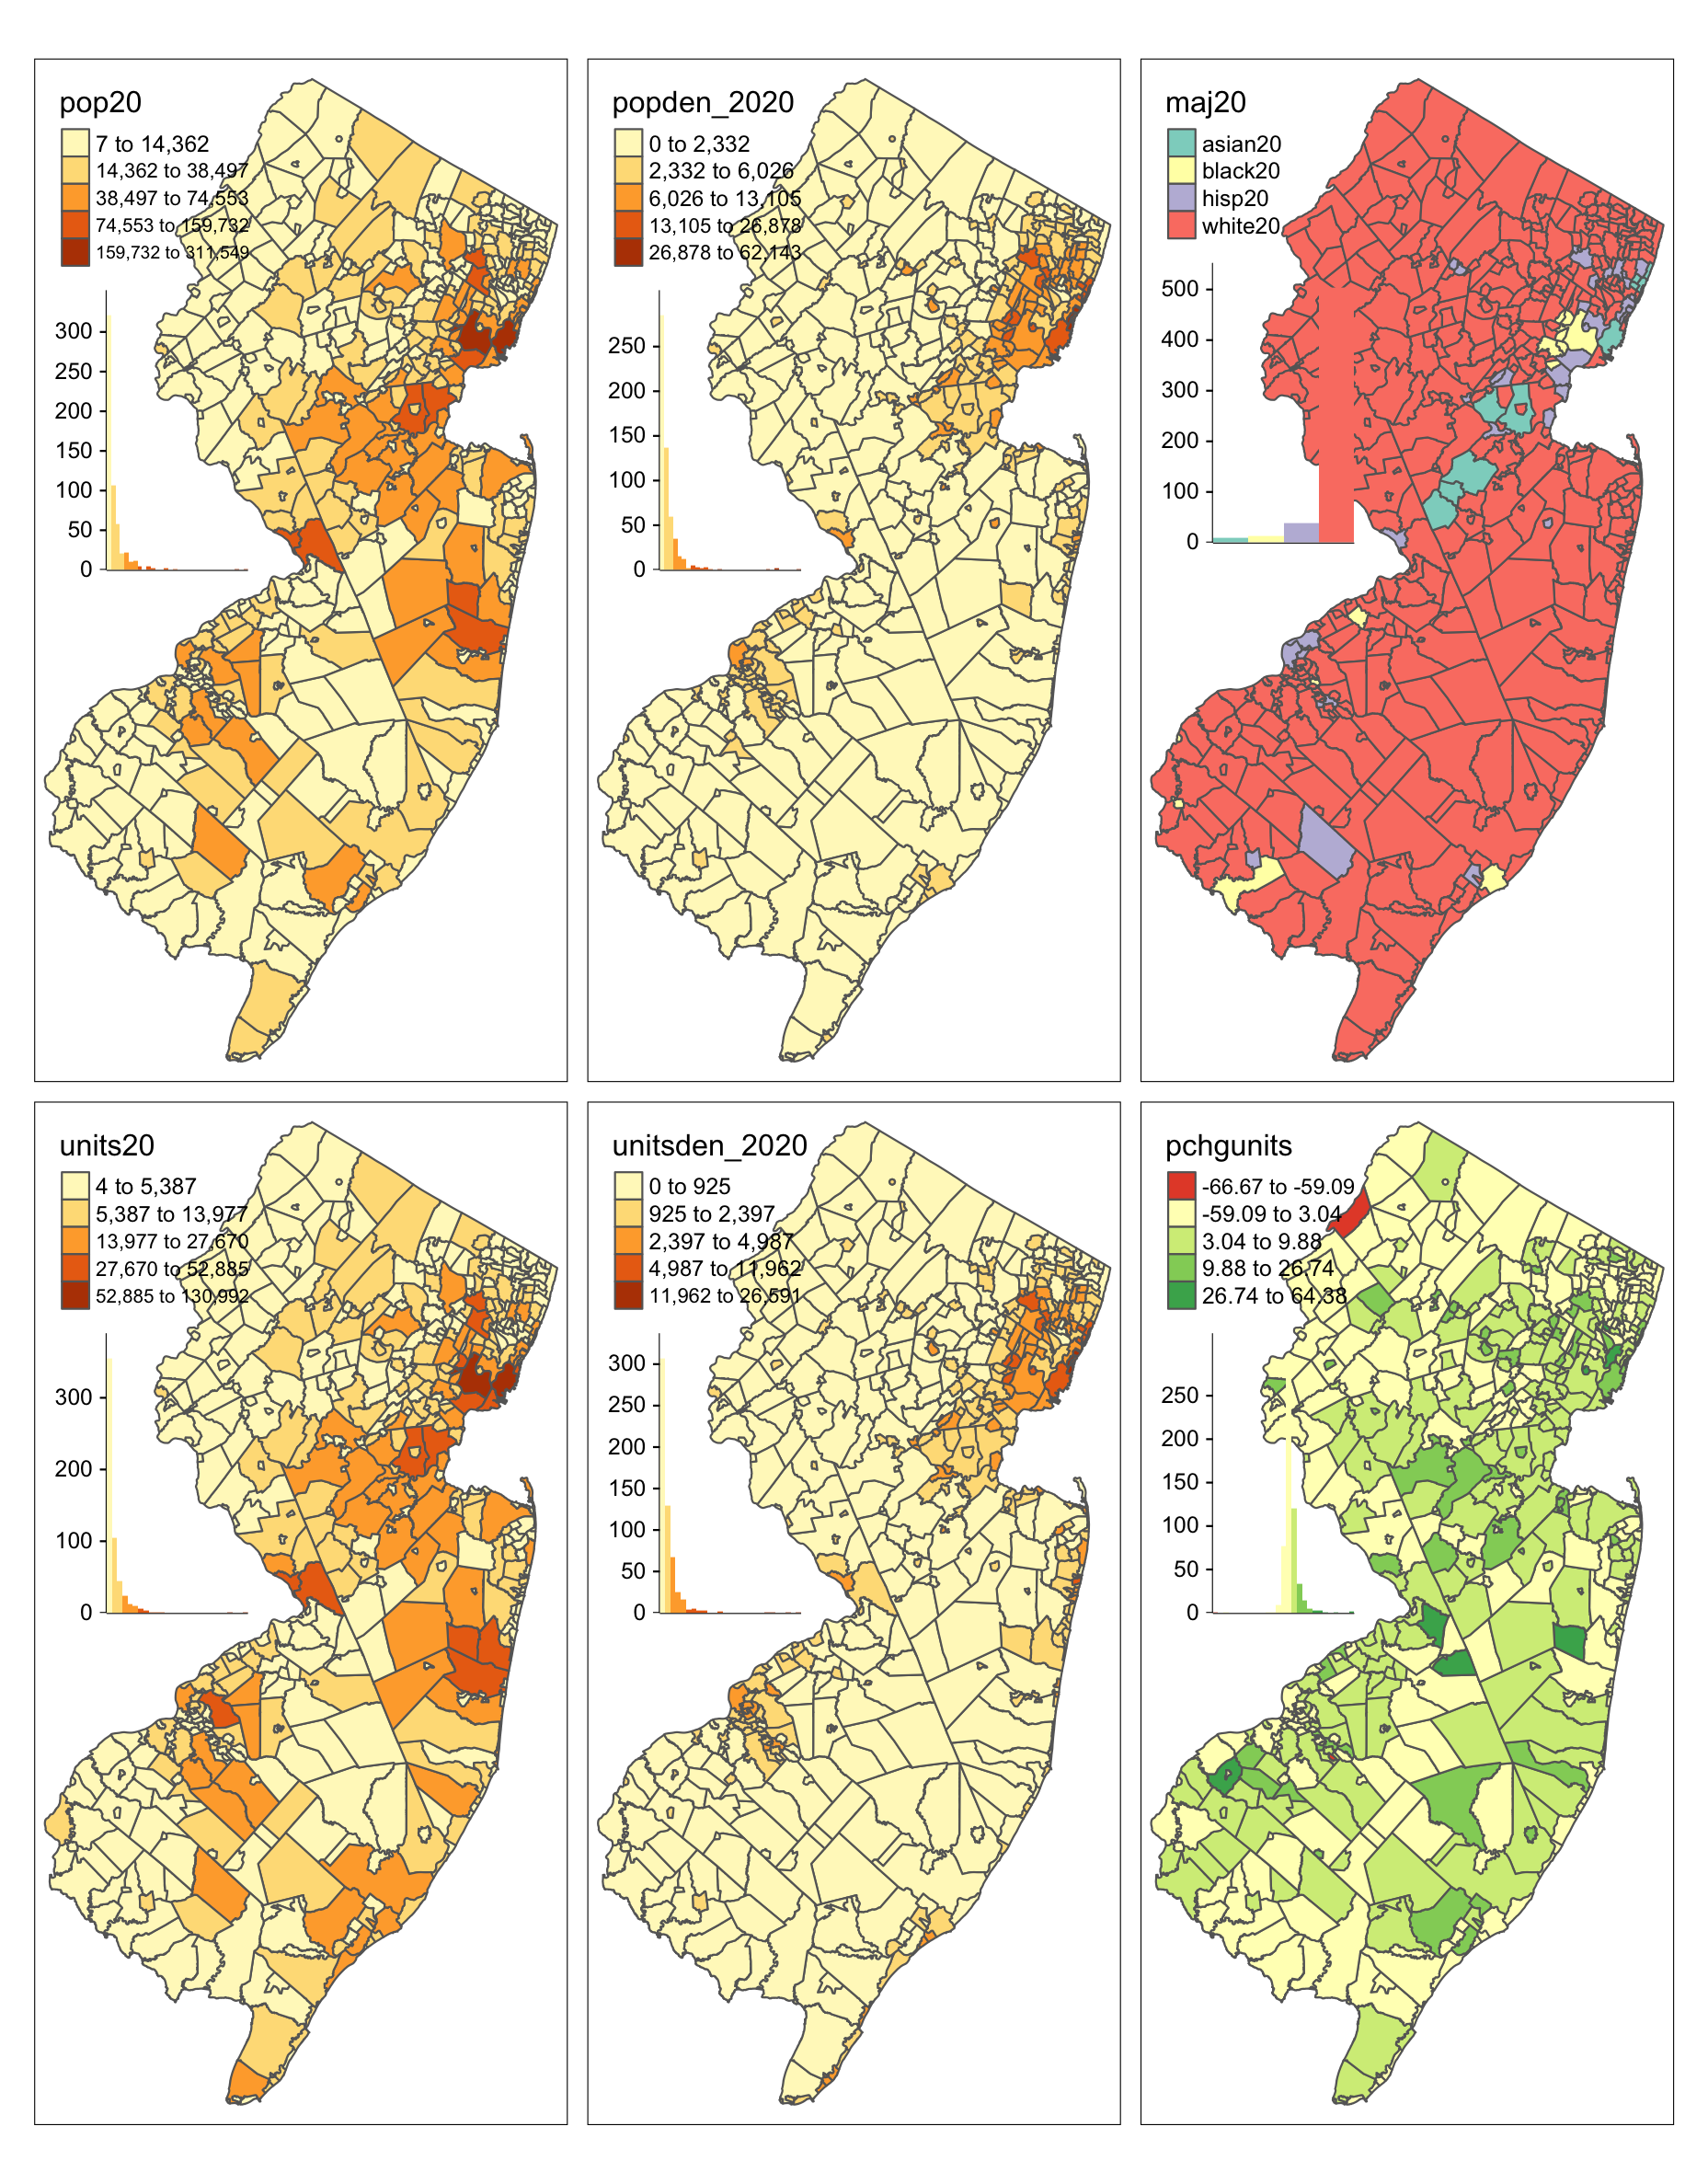 pop20
7 to 14,362
14,362 to 38,497
38,497 to 74,553
74,553 to 159,732
159,732 to 311,549
300
250
200
150
100
50
0
popden_2020
0 to 2,332
2,332 to 6,026
6,026 to 13,105
13,105 to 26,878
26,878 to 62,143
250
200
150
100
50
0
maj20
asian20
black20
hisp20
white20
500
400
300
200
100
0
units20
4 to 5,387
5,387 to 13,977
13,977 to 27,670
27,670 to 52,885
52,885 to 130,992
300
200
100
0
unitsden_2020
0 to 925
925 to 2,397
2,397 to 4,987
4,987 to 11,962
11,962 to 26,591
300
250
200
150
100
50
0
pchgunits
-66.67 to -59.09
-59.09 to 3.04
3.04 to 9.88
9.88 to 26.74
26.74 to 64.38
250
200
150
100
50
0